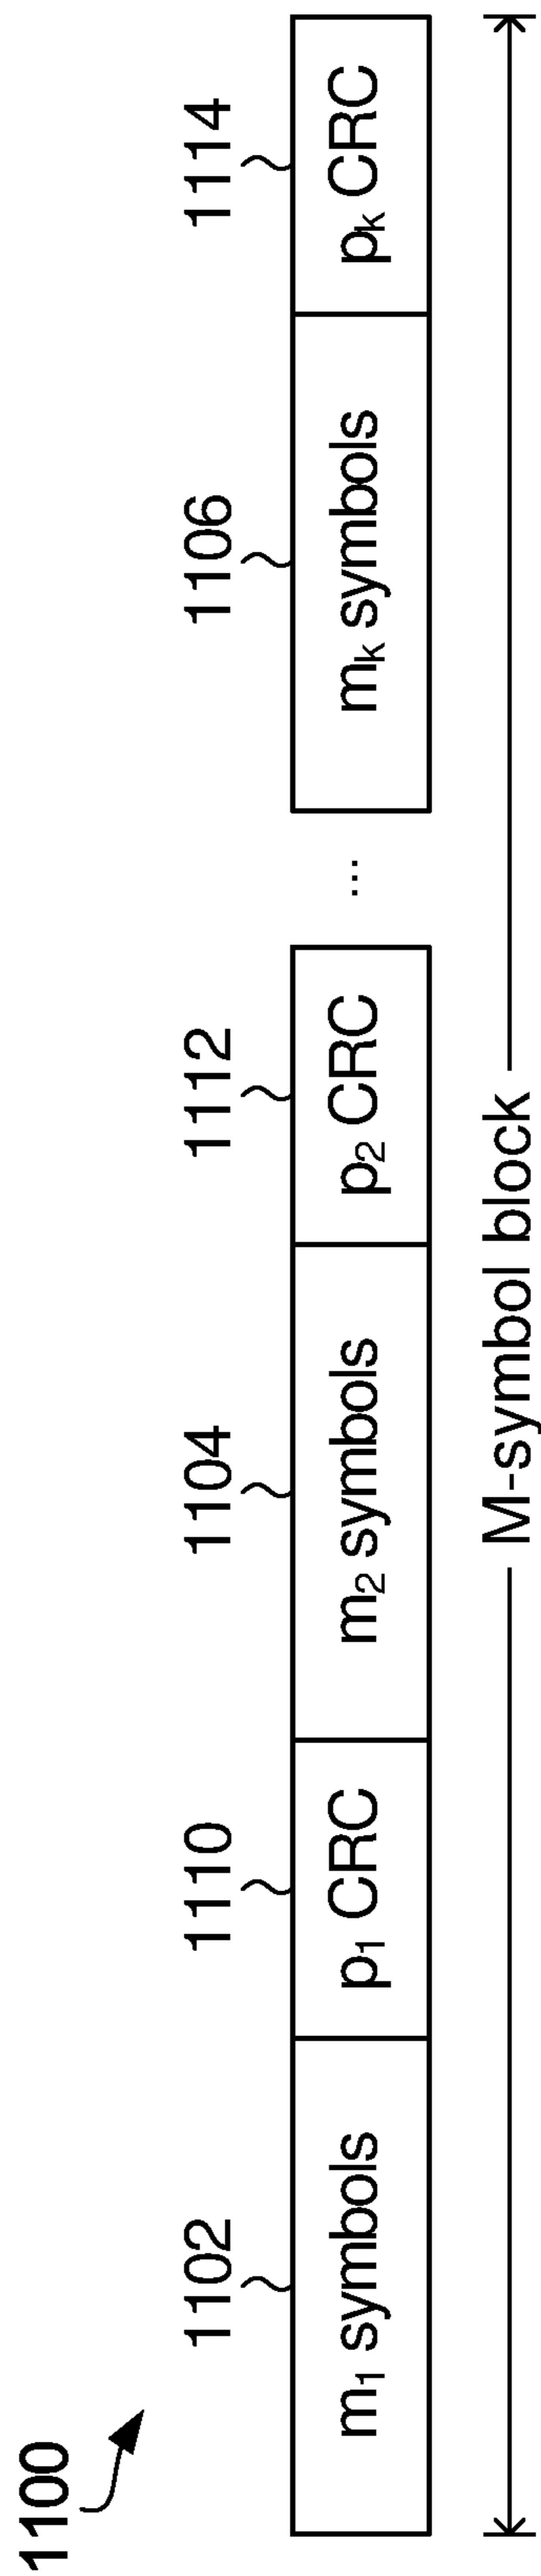 1100
1102 1110 1104 1112 1106 1114
m₁ symbols p₁ CRC m₂ symbols p₂ CRC ... mₖ symbols pₖ CRC
M-symbol block